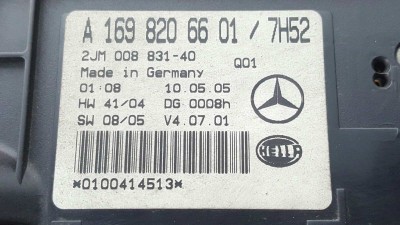 A 169 820 66 01 / 7H52
2JM 008 831-40 Q01
Made in Germany
01:08 10.05.05
HW 41/04 DG 0008h
SW 08/05 V4.07.01
HELLA
*0100414513*